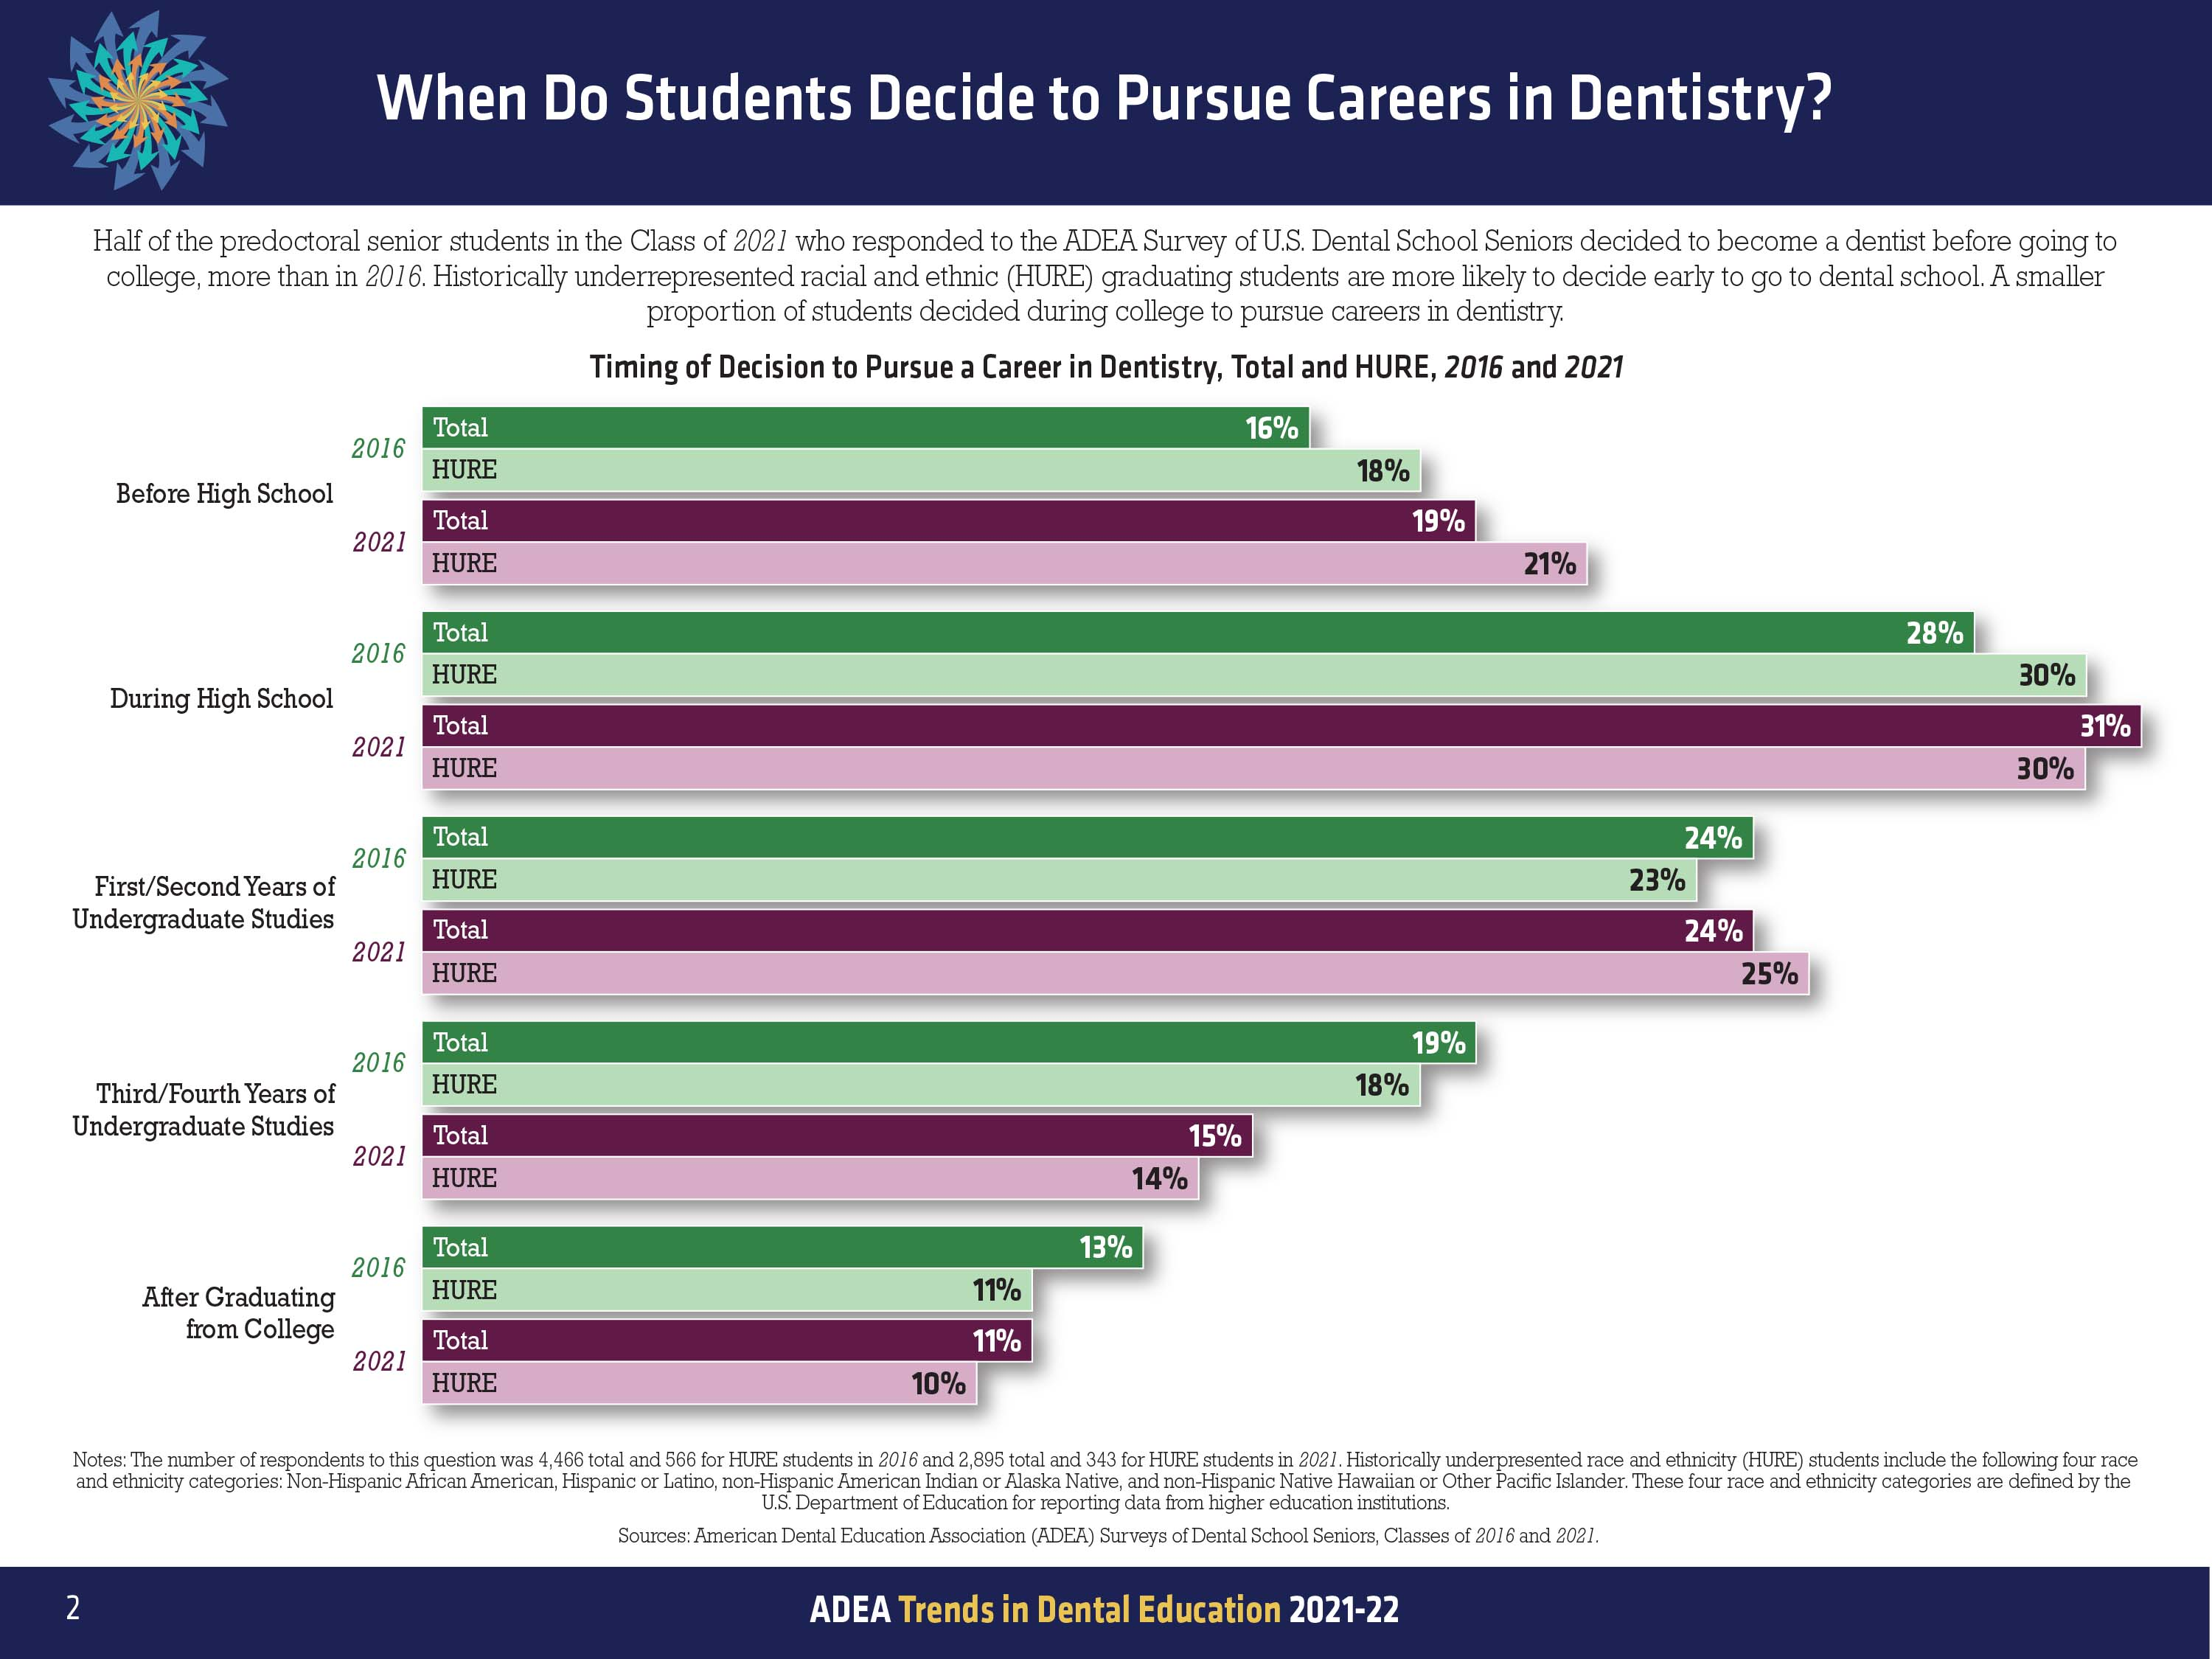 When Do Students Decide to Pursue Careers in Dentistry?
Half of the predoctoral senior students in the Class of 2021 who responded to the ADEA Survey of U.S. Dental School Seniors decided to become a dentist before going to
college, more than in 2016. Historically underrepresented racial and ethnic (HURE) graduating students are more likely to decide early to go to dental school. A smaller
proportion of students decided during college to pursue careers in dentistry.
Timing of Decision to Pursue a Career in Dentistry, Total and HURE, 2016 and 2021
Before High School
2016
Total 16%
HURE 18%
2021
Total 19%
HURE 21%
During High School
2016
Total 28%
HURE 30%
2021
Total 31%
HURE 30%
First/Second Years of
Undergraduate Studies
2016
Total 24%
HURE 23%
2021
Total 24%
HURE 25%
Third/Fourth Years of
Undergraduate Studies
2016
Total 19%
HURE 18%
2021
Total 15%
HURE 14%
After Graduating
from College
2016
Total 13%
HURE 11%
2021
Total 11%
HURE 10%
Notes: The number of respondents to this question was 4,466 total and 566 for HURE students in 2016 and 2,895 total and 343 for HURE students in 2021. Historically underpresented race and ethnicity (HURE) students include the following four race
and ethnicity categories: Non-Hispanic African American, Hispanic or Latino, non-Hispanic American Indian or Alaska Native, and non-Hispanic Native Hawaiian or Other Pacific Islander. These four race and ethnicity categories are defined by the
U.S. Department of Education for reporting data from higher education institutions.
Sources: American Dental Education Association (ADEA) Surveys of Dental School Seniors, Classes of 2016 and 2021.
2
ADEA Trends in Dental Education 2021-22